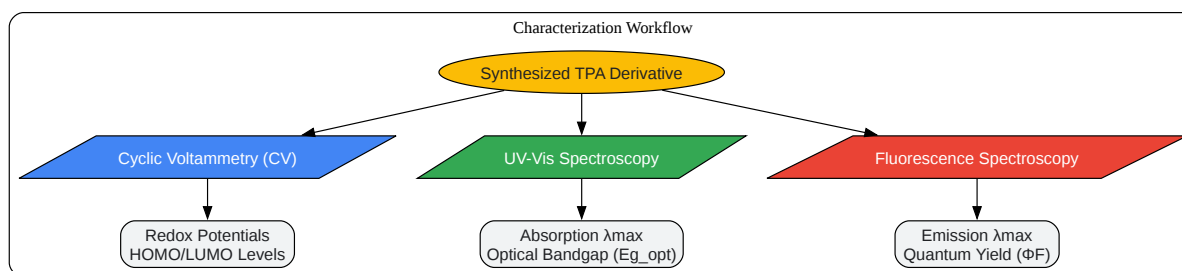 Characterization Workflow
Synthesized TPA Derivative
Cyclic Voltammetry (CV)
UV-Vis Spectroscopy
Fluorescence Spectroscopy
Redox Potentials
HOMO/LUMO Levels
Absorption λmax
Optical Bandgap (Eg_opt)
Emission λmax
Quantum Yield (ΦF)